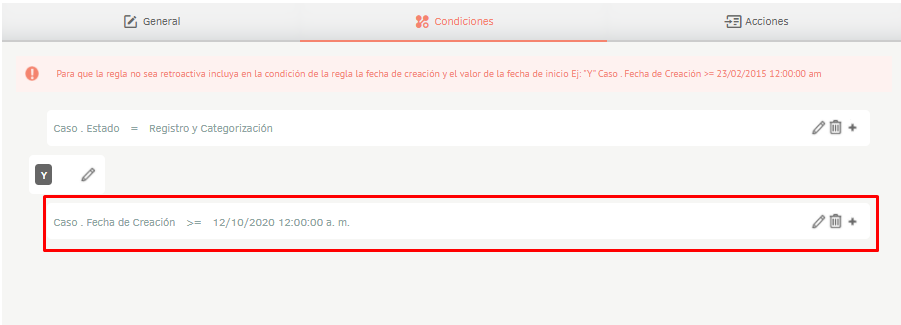 General
Condiciones
Acciones
Para que la regla no sea retroactiva incluya en la condición de la regla la fecha de creación y el valor de la fecha de inicio Ej: "Y" Caso . Fecha de Creación >= 23/02/2015 12:00:00 am
Caso . Estado = Registro y Categorización
Y
Caso . Fecha de Creación >= 12/10/2020 12:00:00 a. m.